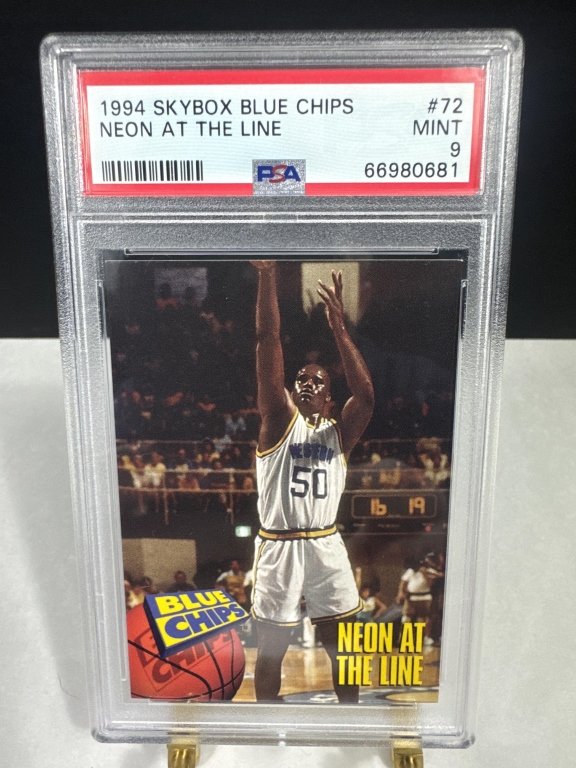 1994 SKYBOX BLUE CHIPS #72
NEON AT THE LINE MINT
9
PSA 66980681
WESTERN
50
16 19
BLUE
CHIPS
NEON AT
THE LINE